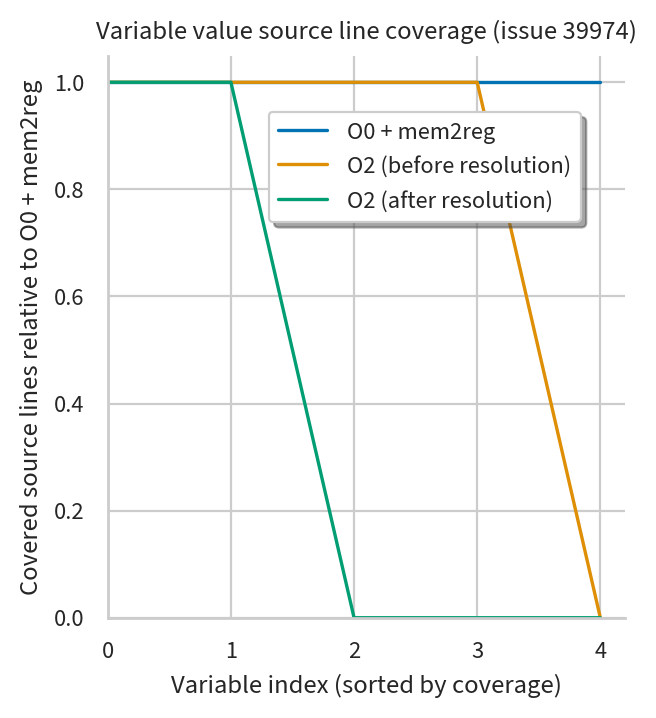 Variable value source line coverage (issue 39974)
Covered source lines relative to O0 + mem2reg
1.0
0.8
0.6
0.4
0.2
0.0
O0 + mem2reg
O2 (before resolution)
O2 (after resolution)
0 1 2 3 4
Variable index (sorted by coverage)